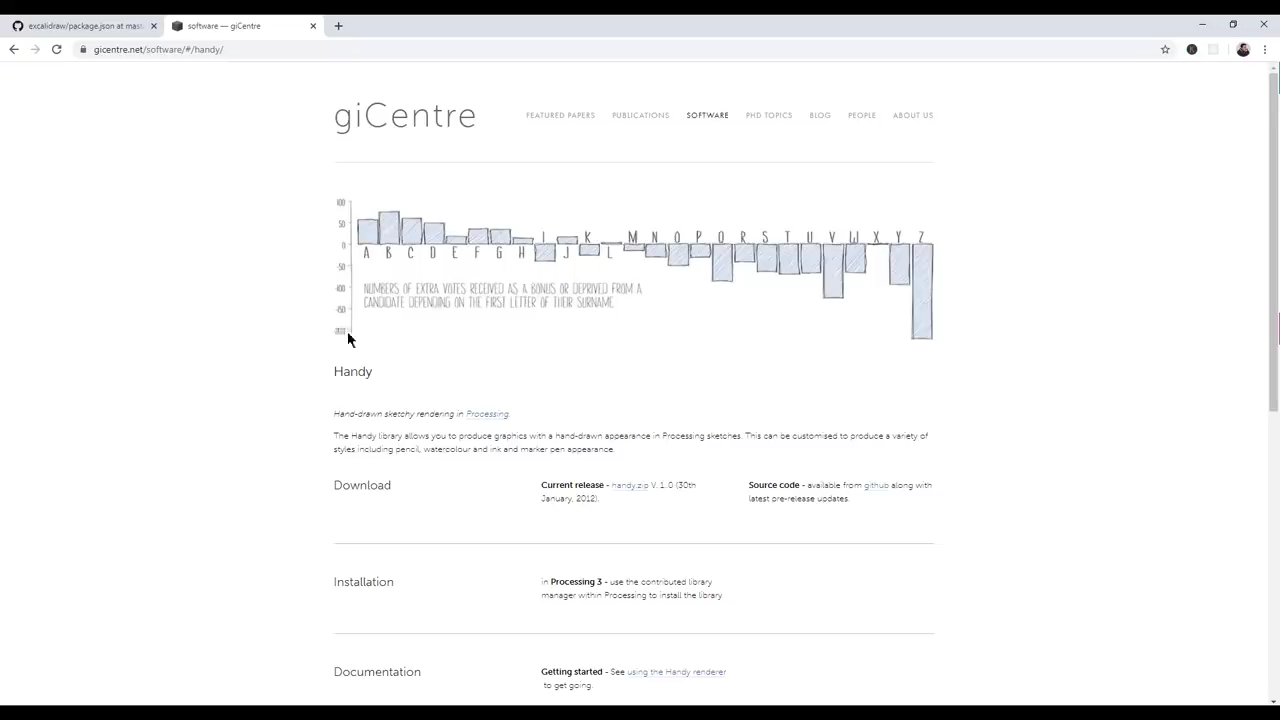 excalidraw/package.json at mas
software — giCentre
gicentre.net/software/#/handy/
giCentre
FEATURED PAPERS PUBLICATIONS SOFTWARE PHD TOPICS BLOG PEOPLE ABOUT US
100
50
0
-50
-100
-150
A B C D E F G H I J K L M N O P Q R S T U V W X Y Z
NUMBERS OF EXTRA VOTES RECEIVED AS A BONUS OR DEPRIVED FROM A
CANDIDATE DEPENDING ON THE FIRST LETTER OF THEIR SURNAME.
Handy
Hand-drawn sketchy rendering in Processing.
The Handy library allows you to produce graphics with a hand-drawn appearance in Processing sketches. This can be customised to produce a variety of
styles including pencil, watercolour and ink and marker pen appearance.
Download
Current release - handy.zip V. 1.0 (30th
January, 2012).
Source code - available from github along with
latest pre-release updates.
Installation
in Processing 3 - use the contributed library
manager within Processing to install the library
Documentation
Getting started - See using the Handy renderer
to get going.